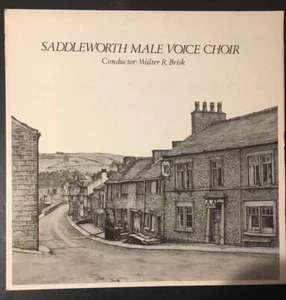 SADDLEWORTH MALE VOICE CHOIR
Conductor: Walter R. Brisk